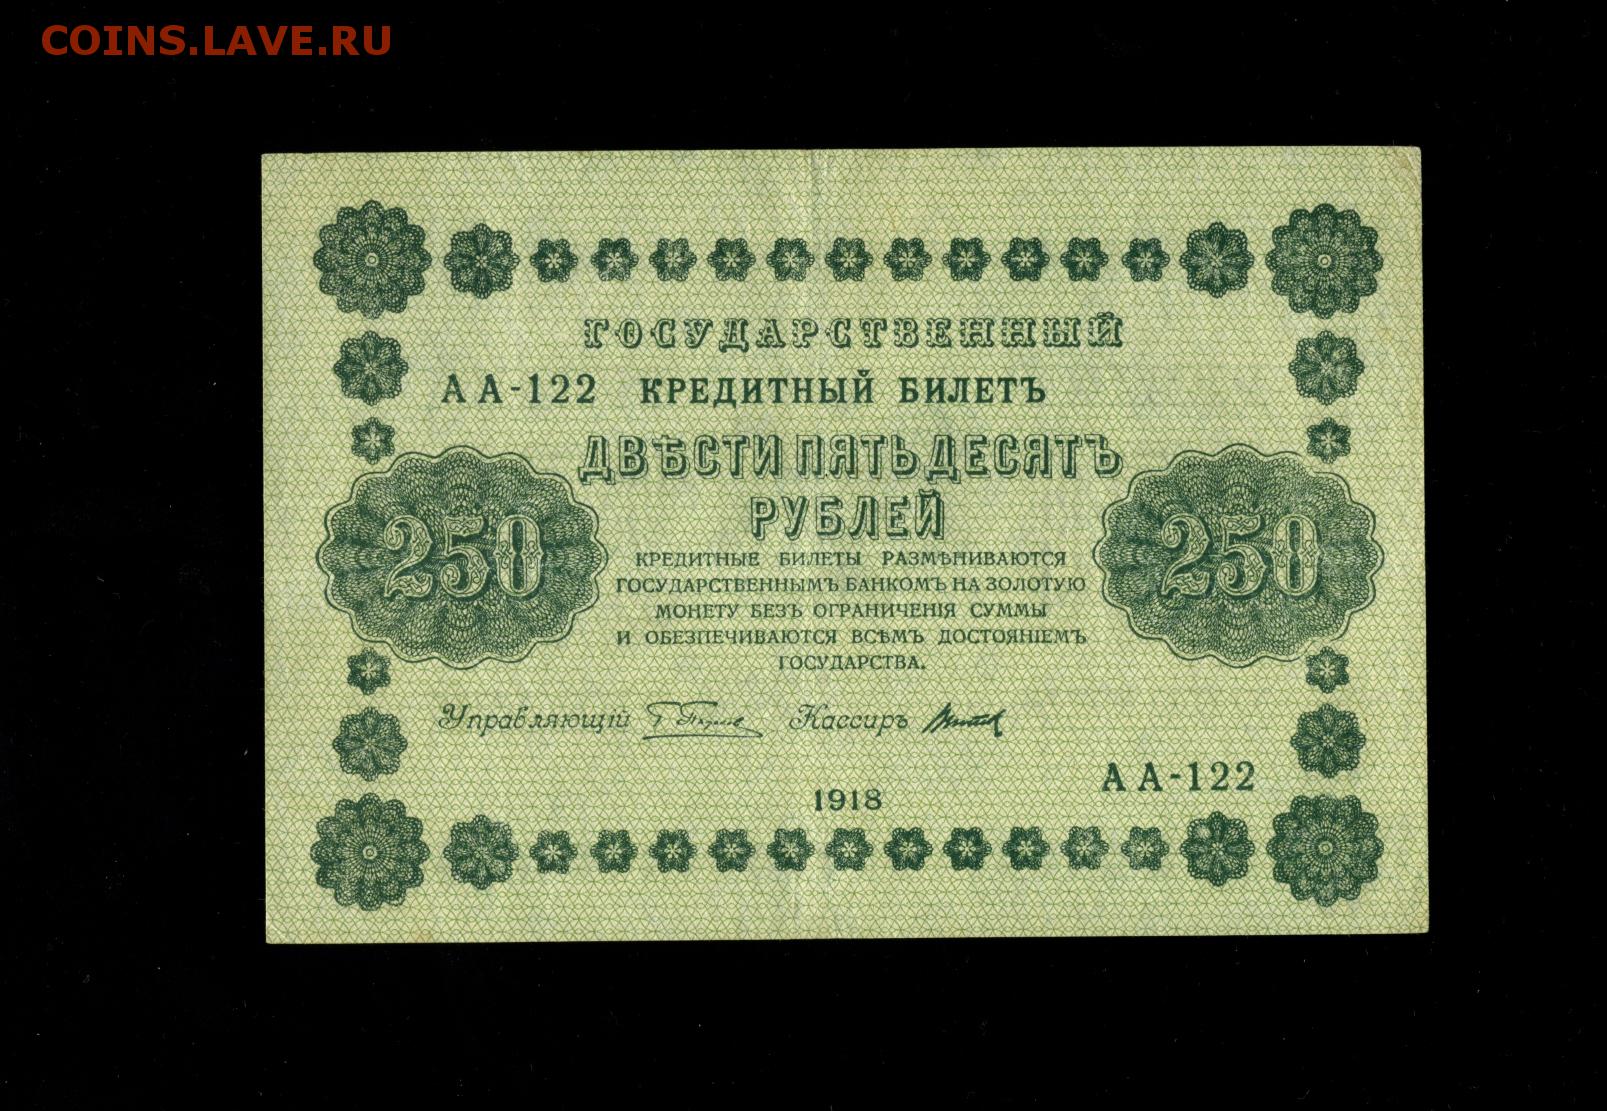 COINS.LAVE.RU
ГОСУДАРСТВЕННЫЙ
АА-122 КРЕДИТНЫЙ БИЛЕТЪ
ДВѢСТИ ПЯТЬДЕСЯТЪ
РУБЛЕЙ
250 250
КРЕДИТНЫЕ БИЛЕТЫ РАЗМѢНИВАЮТСЯ
ГОСУДАРСТВЕННЫМЪ БАНКОМЪ НА ЗОЛОТУЮ
МОНЕТУ БЕЗЪ ОГРАНИЧЕНІЯ СУММЫ
И ОБЕЗПЕЧИВАЮТСЯ ВСѢМЪ ДОСТОЯНІЕМЪ
ГОСУДАРСТВА.
Управляющій Кассиръ
АА-122
1918